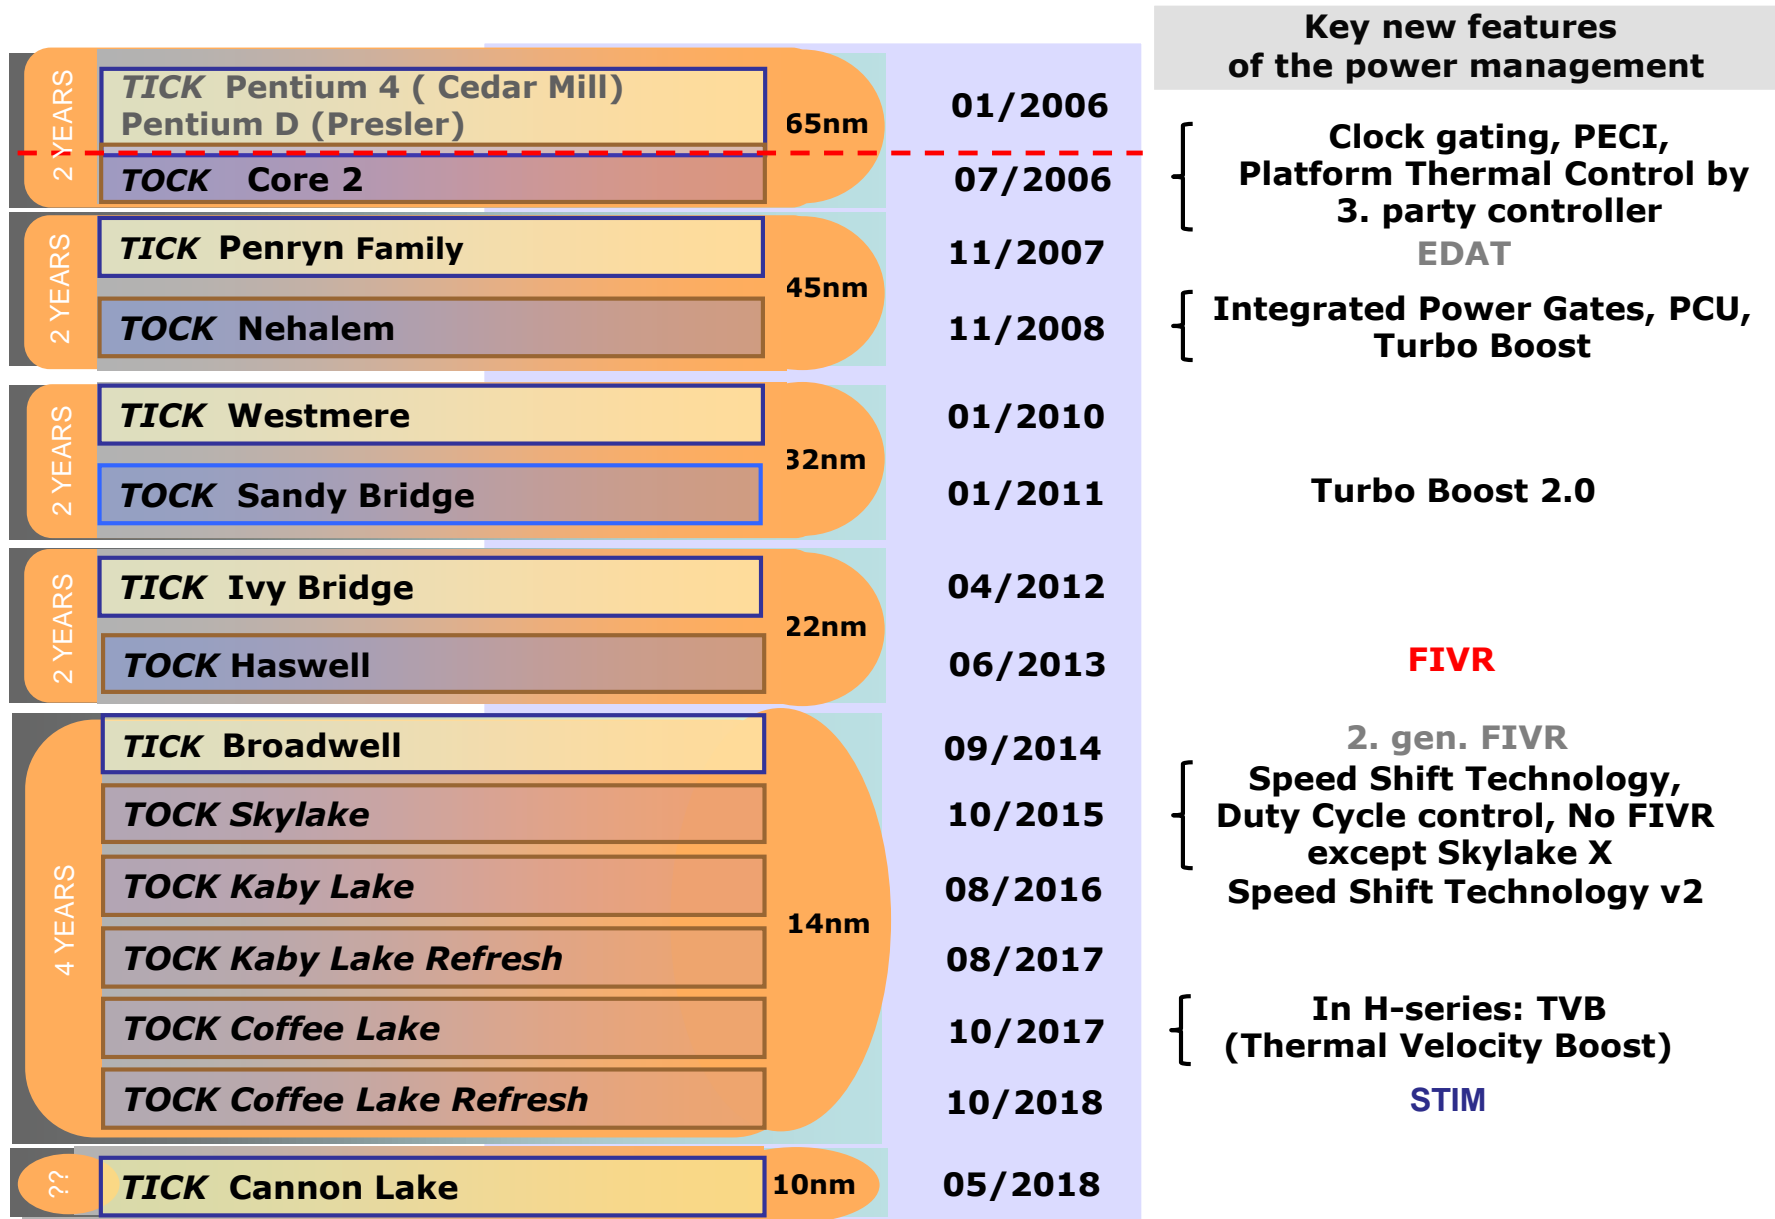 Key new features
of the power management
2 YEARS
TICK Pentium 4 ( Cedar Mill)
Pentium D (Presler)
65nm
01/2006
TOCK Core 2
07/2006
Clock gating, PECI,
Platform Thermal Control by
3. party controller
2 YEARS
TICK Penryn Family
45nm
11/2007
EDAT
TOCK Nehalem
11/2008
Integrated Power Gates, PCU,
Turbo Boost
2 YEARS
TICK Westmere
32nm
01/2010
TOCK Sandy Bridge
01/2011
Turbo Boost 2.0
2 YEARS
TICK Ivy Bridge
22nm
04/2012
TOCK Haswell
06/2013
FIVR
4 YEARS
TICK Broadwell
14nm
09/2014
2. gen. FIVR
TOCK Skylake
10/2015
Speed Shift Technology,
Duty Cycle control, No FIVR
except Skylake X
TOCK Kaby Lake
08/2016
Speed Shift Technology v2
TOCK Kaby Lake Refresh
08/2017
TOCK Coffee Lake
10/2017
In H-series: TVB
(Thermal Velocity Boost)
TOCK Coffee Lake Refresh
10/2018
STIM
??
TICK Cannon Lake
10nm
05/2018